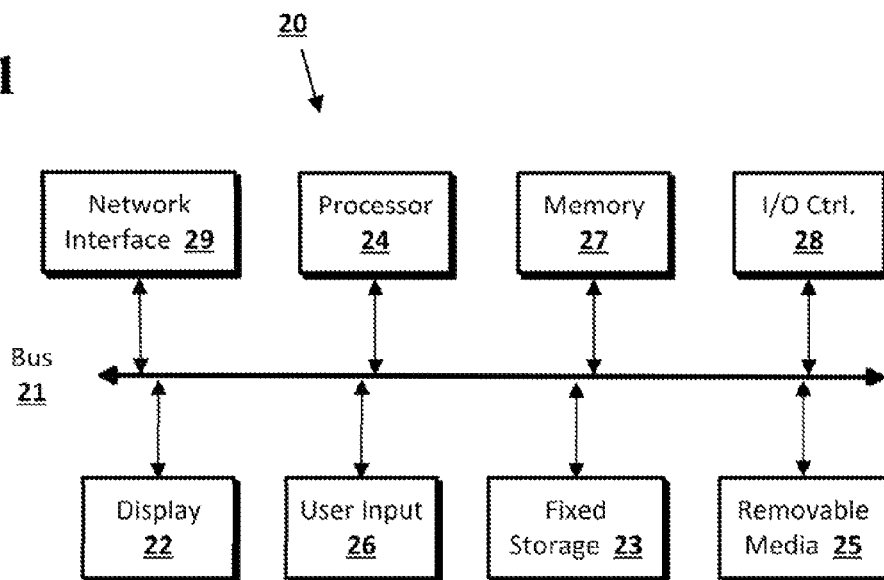 20
1
Network
Interface 29
Processor
24
Memory
27
I/O Ctrl.
28
Bus
21
Display
22
User Input
26
Fixed
Storage 23
Removable
Media 25